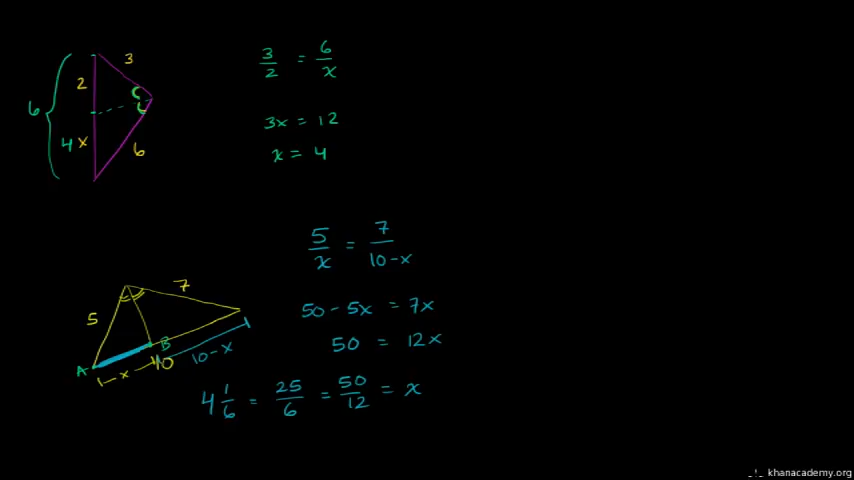 3
2
6
4 x
6
3/2 = 6/x
3x = 12
x = 4
5
7
A
B
x
10
10-x
5/x = 7/(10-x)
50 - 5x = 7x
50 = 12x
4 1/6 = 25/6 = 50/12 = x
khanacademy.org